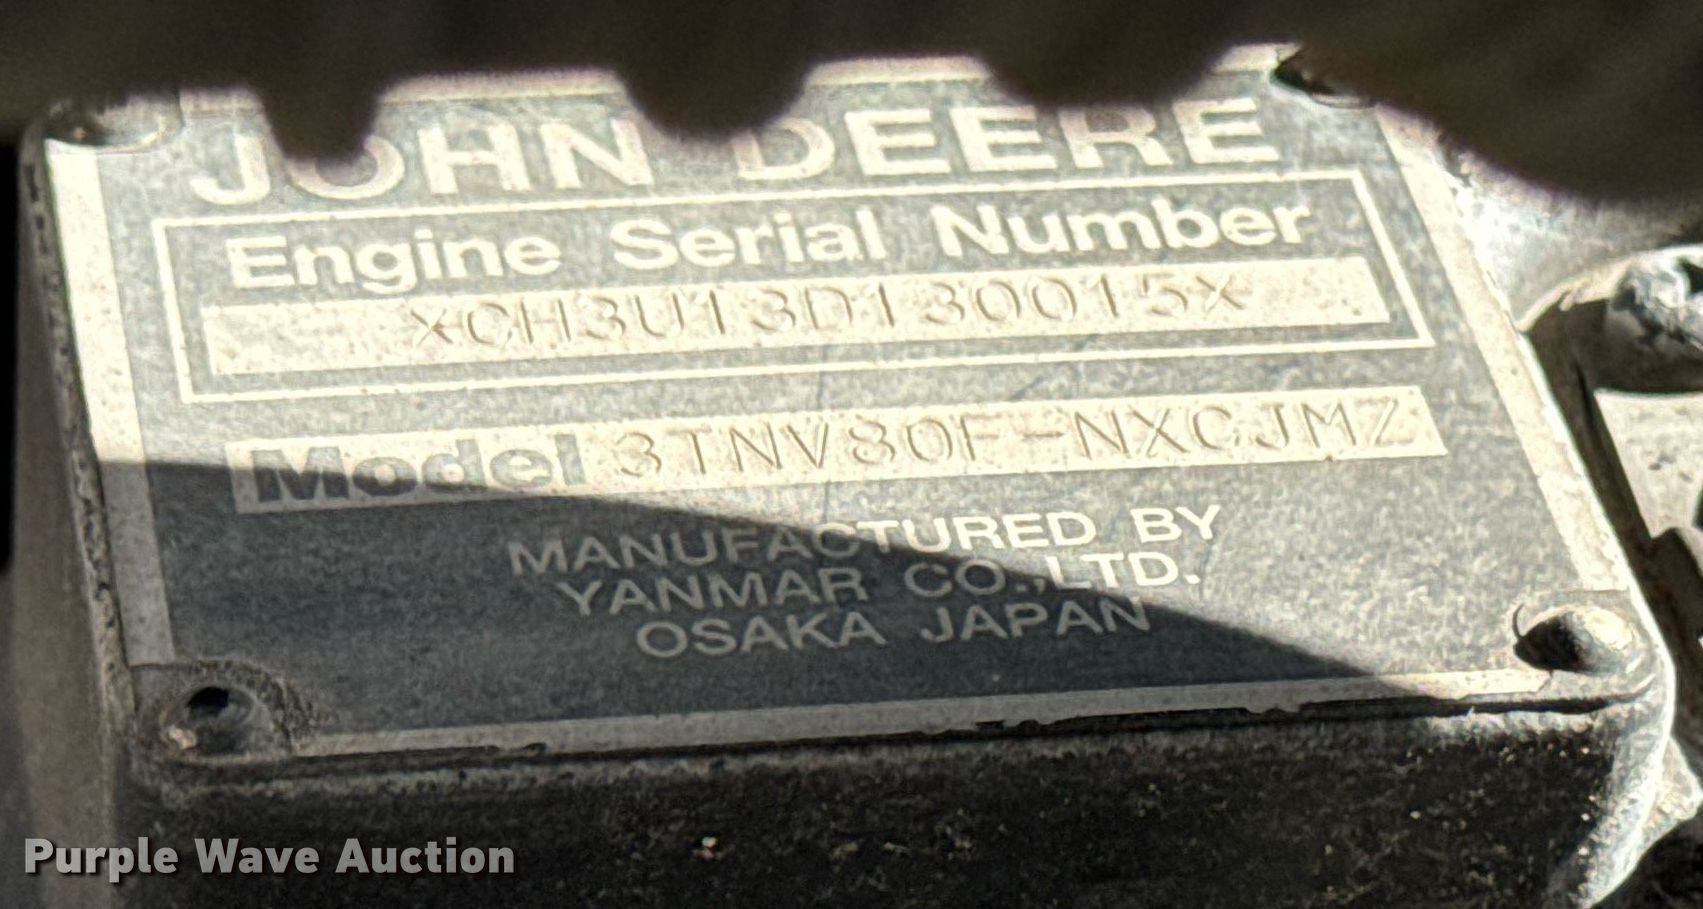 JOHN DEERE
Engine Serial Number
XCH3U13D130015X
Model 3TNV80F-NXCJMZ
MANUFACTURED BY
YANMAR CO.,LTD.
OSAKA JAPAN
Purple Wave Auction